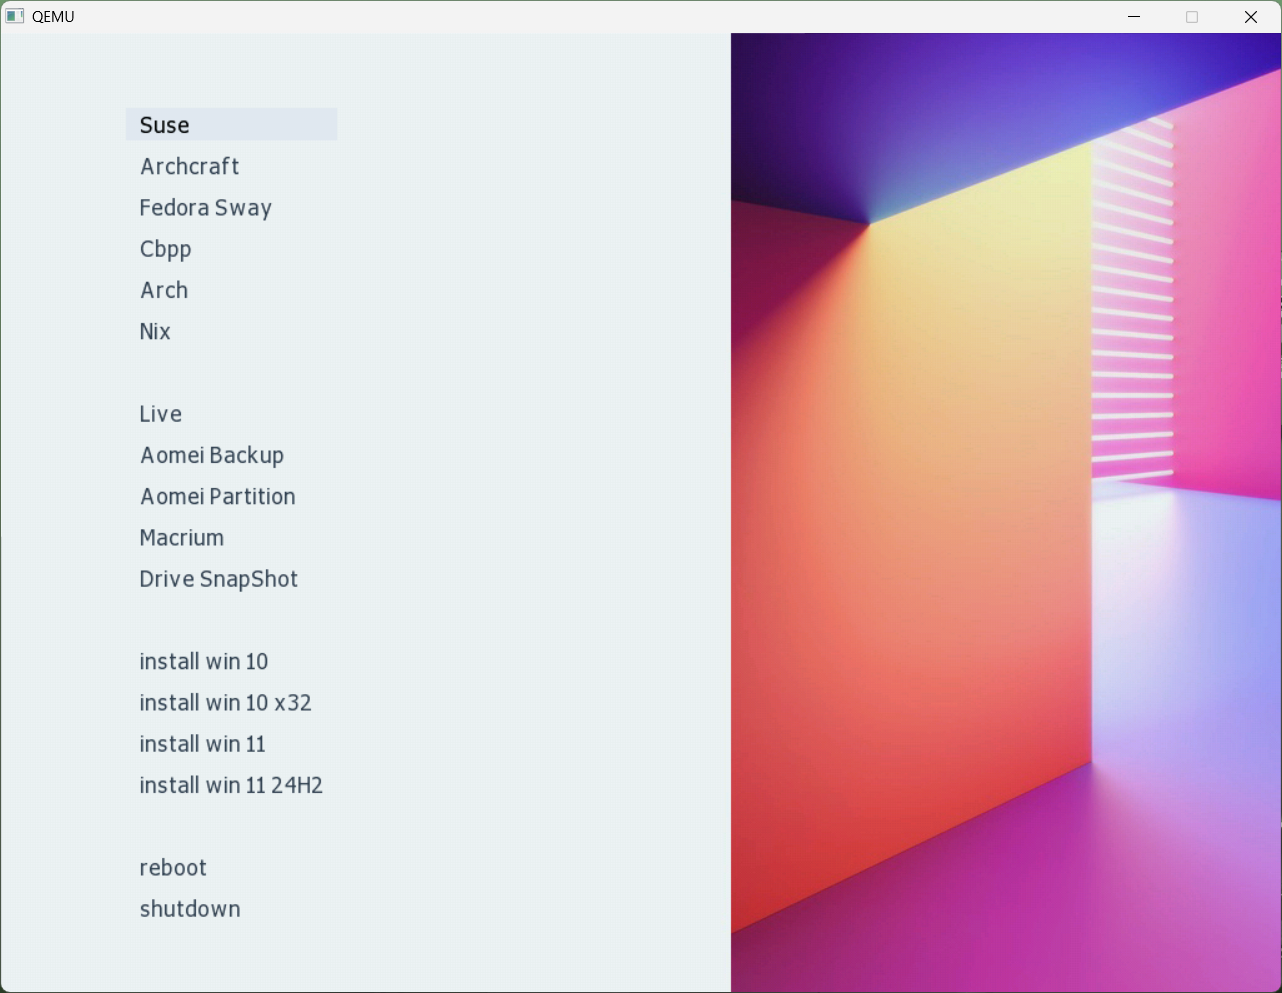 QEMU
Suse
Archcraft
Fedora Sway
Cbpp
Arch
Nix
Live
Aomei Backup
Aomei Partition
Macrium
Drive SnapShot
install win 10
install win 10 x32
install win 11
install win 11 24H2
reboot
shutdown